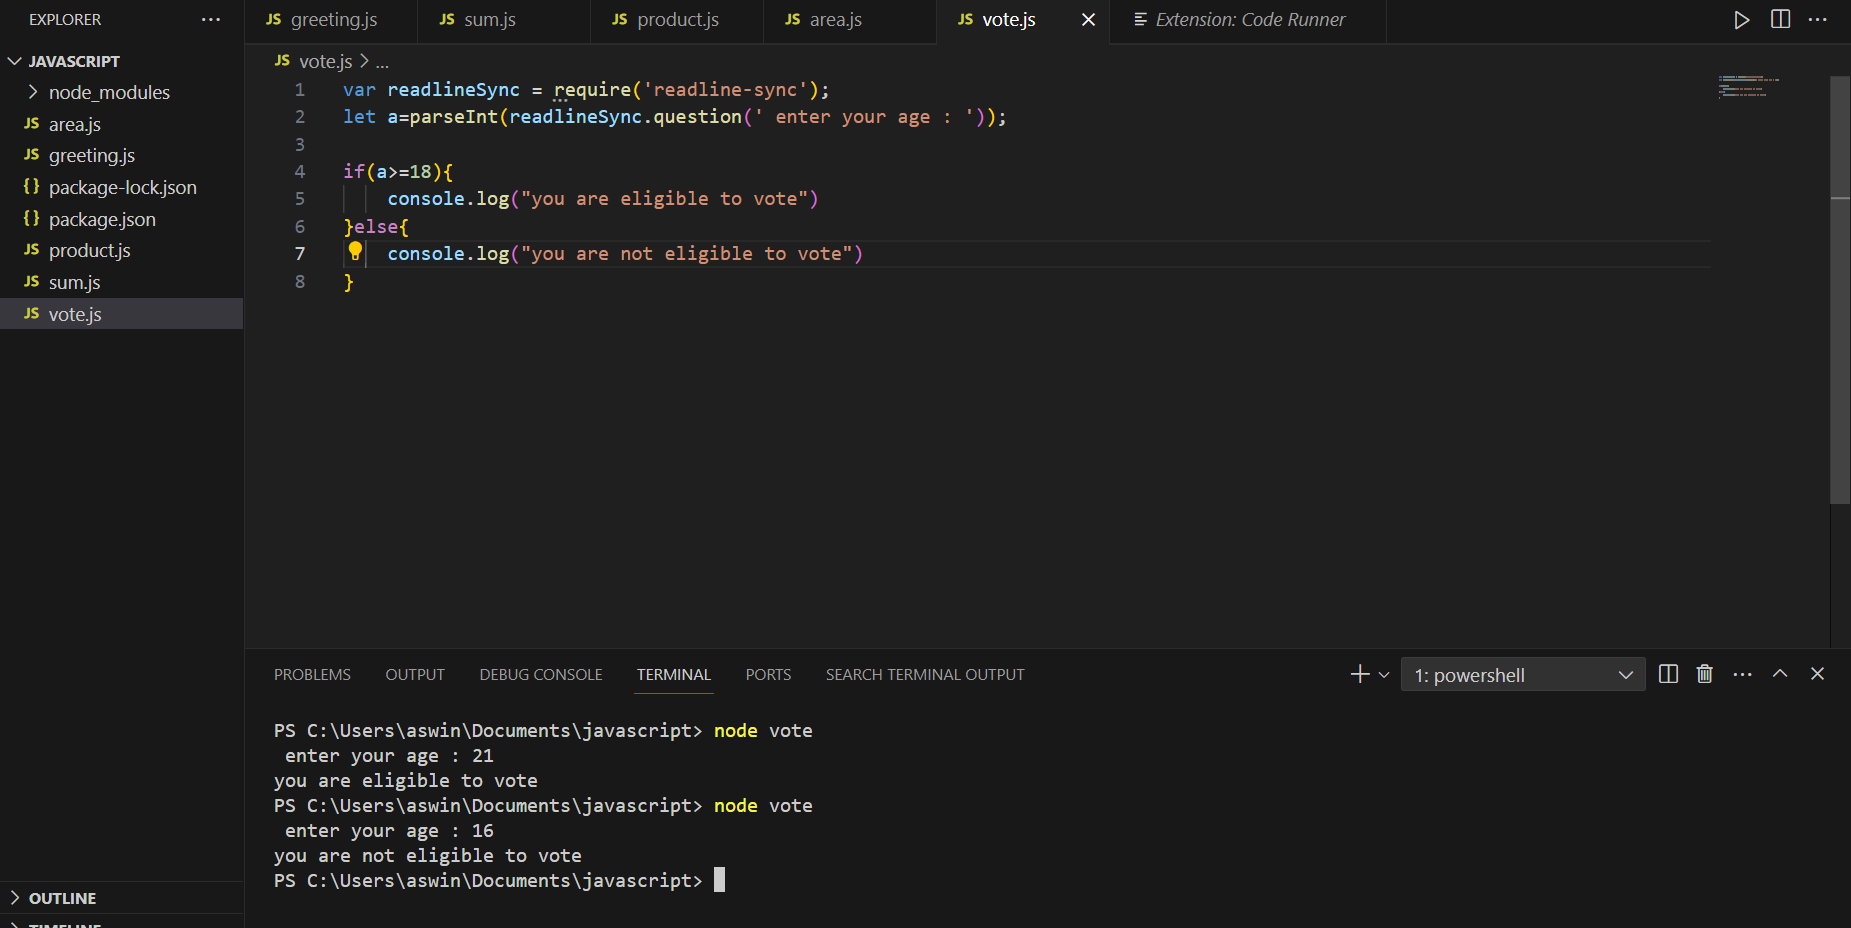 EXPLORER ...
JS greeting.js
JS sum.js
JS product.js
JS area.js
JS vote.js
Extension: Code Runner
JAVASCRIPT
node_modules
JS area.js
JS greeting.js
{} package-lock.json
{} package.json
JS product.js
JS sum.js
JS vote.js
OUTLINE
TIMELINE
JS vote.js > ...
1 var readlineSync = require('readline-sync');
2 let a=parseInt(readlineSync.question(' enter your age : '));
3
4 if(a>=18){
5 console.log("you are eligible to vote")
6 }else{
7 console.log("you are not eligible to vote")
8 }
PROBLEMS OUTPUT DEBUG CONSOLE TERMINAL PORTS SEARCH TERMINAL OUTPUT
1: powershell
PS C:\Users\aswin\Documents\javascript> node vote
enter your age : 21
you are eligible to vote
PS C:\Users\aswin\Documents\javascript> node vote
enter your age : 16
you are not eligible to vote
PS C:\Users\aswin\Documents\javascript>